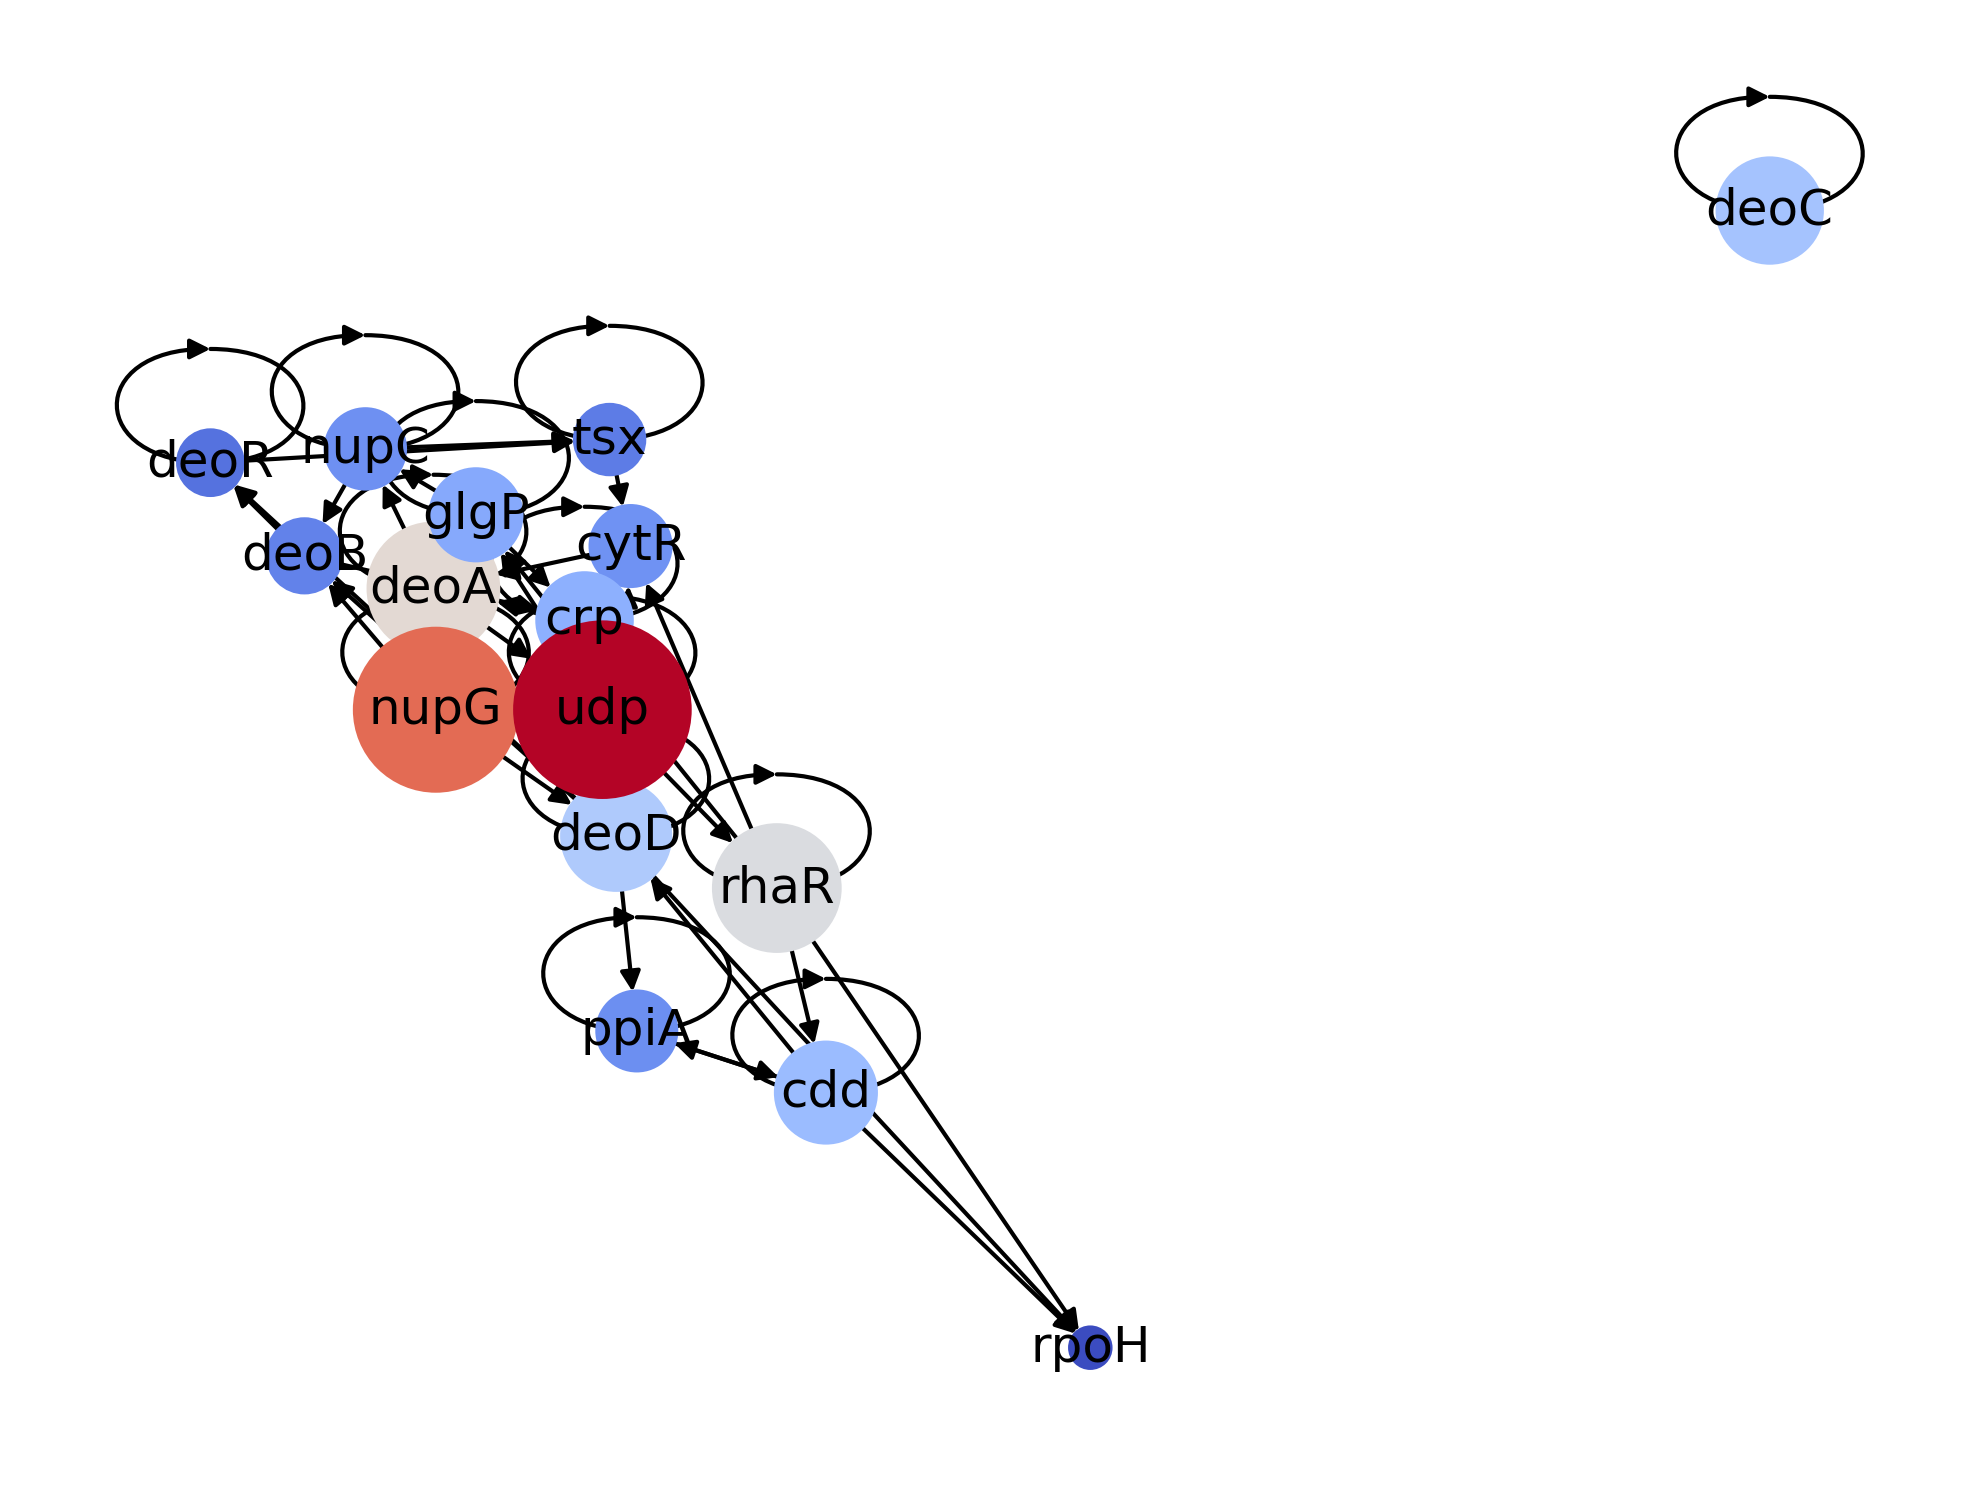 deoC
tsx
nupC
deoR
glgP
cytR
deoB
deoA
crp
nupG
udp
deoD
rhaR
ppiA
cdd
rpoH